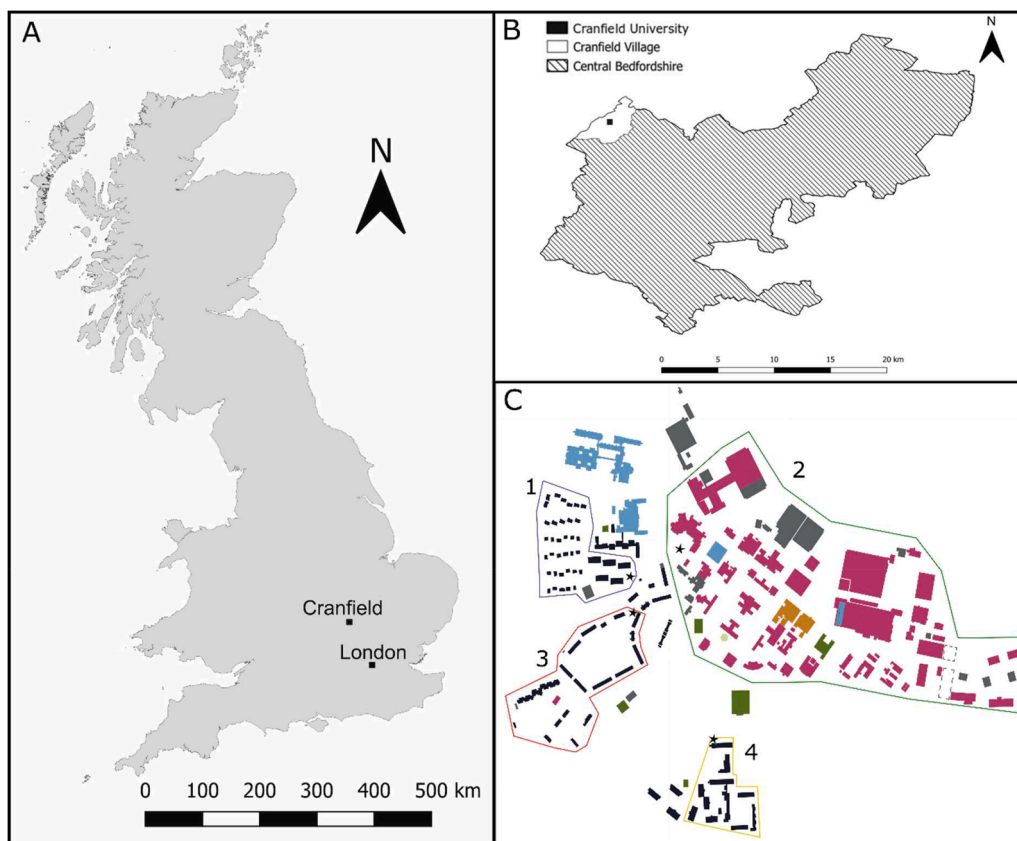 A
N
Cranfield
London
0 100 200 300 400 500 km
B
Cranfield University
Cranfield Village
Central Bedfordshire
N
0 5 10 15 20 km
C
1
2
3
4